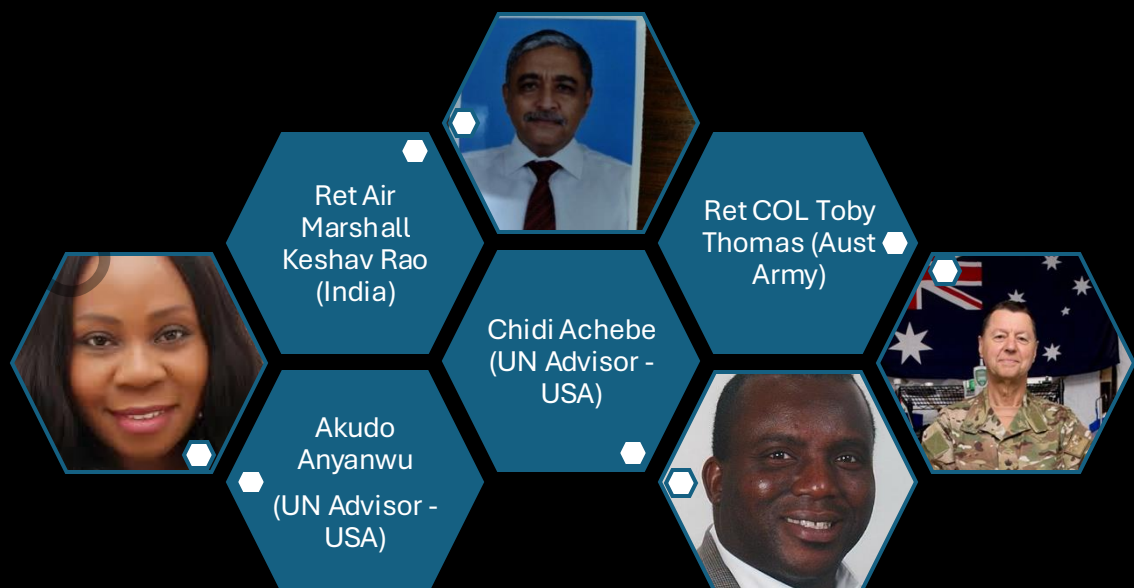 Ret Air
Marshall
Keshav Rao
(India)
Ret COL Toby
Thomas (Aust
Army)
Chidi Achebe
(UN Advisor -
USA)
Akudo
Anyanwu
(UN Advisor -
USA)